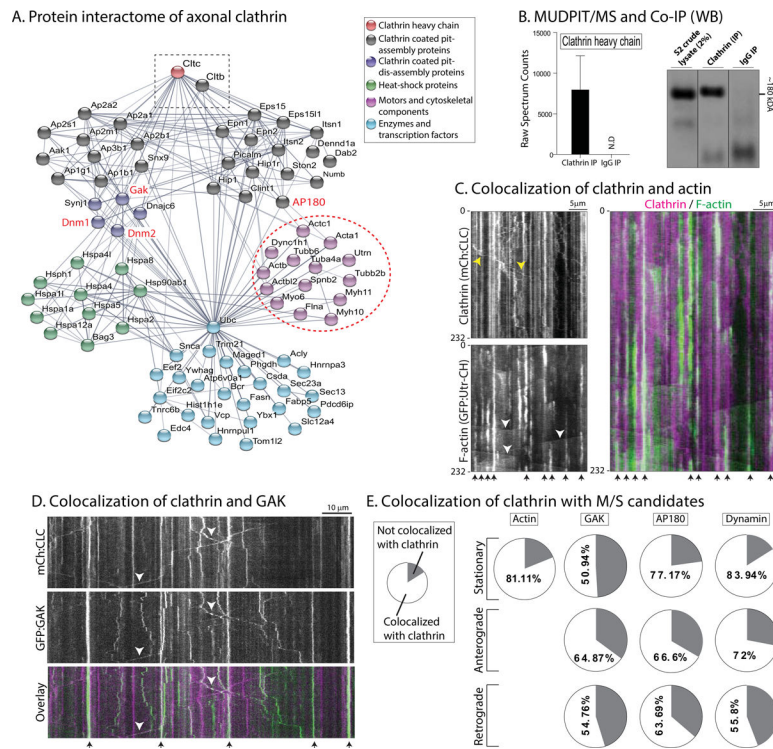 A. Protein interactome of axonal clathrin
Cltc
Cltb
Clathrin heavy chain
Clathrin coated pit-
assembly proteins
Clathrin coated pit-
dis-assembly proteins
Heat-shock proteins
Motors and cytoskeletal
components
Enzymes and
transcription factors
Ap2a2
Ap2a1
Ap2s1
Ap2m1
Ap2b1
Ap3b1
Aak1
Snx9
Ap1g1
Ap1b1
Eps15
Eps15l1
Epn1
Epn2
Itsn1
Itsn2
Dennd1a
Picalm
Hip1r
Dab2
Ston2
Numb
Hip1
Clint1
AP180
Gak
Synj1
Dnajc6
Dnm1
Dnm2
Actc1
Acta1
Dync1h1
Tubb6
Utrn
Actb
Tuba4a
Tubb2b
Actbl2
Spnb2
Myo6
Myh11
Flna
Myh10
Hspa4l
Hspa8
Hsph1
Hspa4
Hsp90ab1
Hspa1l
Hspa5
Hspa1a
Hspa2
Hspa12a
Bag3
Ubc
Snca
Trim21
Maged1
Acly
Eef2
Ywhag
Phgdh
Hnrnpa3
Atp6v0a1
Csda
Eif2c2
Bcr
Sec23a
Sec13
Hist1h1e
Fasn
Fabp5
Pdcd6ip
Tnrc6b
Vcp
Ybx1
Slc12a4
Edc4
Hnrnpul1
Tom1l2
B. MUDPIT/MS and Co-IP (WB)
Clathrin heavy chain
Raw Spectrum Counts
15000
10000
5000
0
N.D
Clathrin IP
IgG IP
S2 crude
lysate (2%)
Clathrin (IP)
IgG IP
~180 kDA
C. Colocalization of clathrin and actin
5µm
Clathrin / F-actin
5µm
0
Clathrin (mCh:CLC)
232
0
F-actin (GFP:Utr-CH)
232
0
232
D. Colocalization of clathrin and GAK
10 µm
mCh:CLC
GFP:GAK
Overlay
E. Colocalization of clathrin with M/S candidates
Not colocalized
with clathrin
Colocalized
with clathrin
Actin
GAK
AP180
Dynamin
Stationary
81.11%
50.94%
77.17%
83.94%
Anterograde
64.87%
66.6%
72%
Retrograde
54.76%
63.69%
55.8%